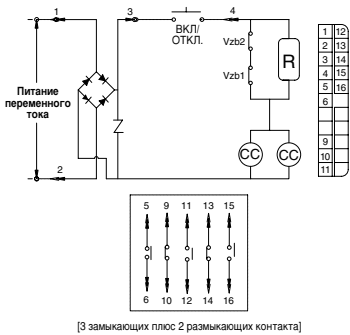 1
3
4
ВКЛ/
ОТКЛ.
Vzb2
Vzb1
R
Питание
переменного
тока
2
CC
CC
1 12
2 13
3 14
4 15
5 16
6
9
10
11
5 9 11 13 15
6 10 12 14 16
[3 замыкающих плюс 2 размыкающих контакта]